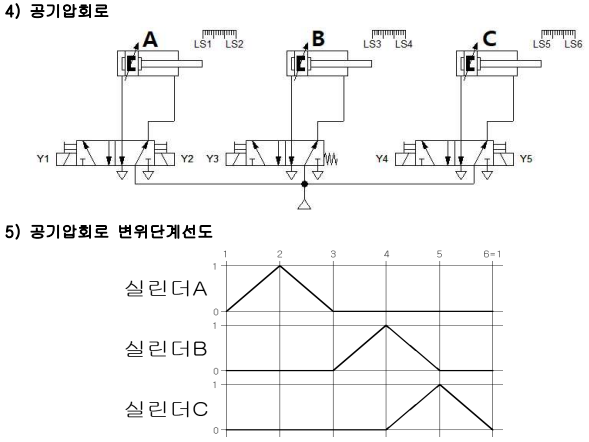 4) 공기압회로
A B C
LS1 LS2 LS3 LS4 LS5 LS6
Y1 Y2 Y3 Y4 Y5
5) 공기압회로 변위단계선도
1 2 3 4 5 6=1
1
실린더A
0
1
실린더B
0
1
실린더C
0